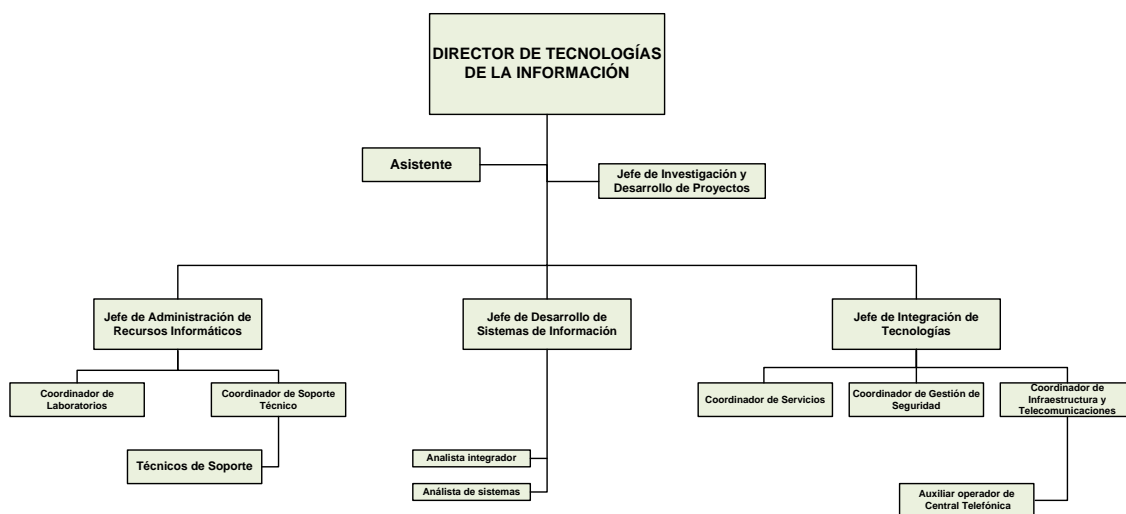 DIRECTOR DE TECNOLOGÍAS
DE LA INFORMACIÓN
Asistente
Jefe de Investigación y
Desarrollo de Proyectos
Jefe de Administración de
Recursos Informáticos
Jefe de Desarrollo de
Sistemas de Información
Jefe de Integración de
Tecnologías
Coordinador de
Laboratorios
Coordinador de Soporte
Técnico
Coordinador de Servicios
Coordinador de Gestión de
Seguridad
Coordinador de
Infraestructura y
Telecomunicaciones
Técnicos de Soporte
Analista integrador
Análista de sistemas
Auxiliar operador de
Central Telefónica